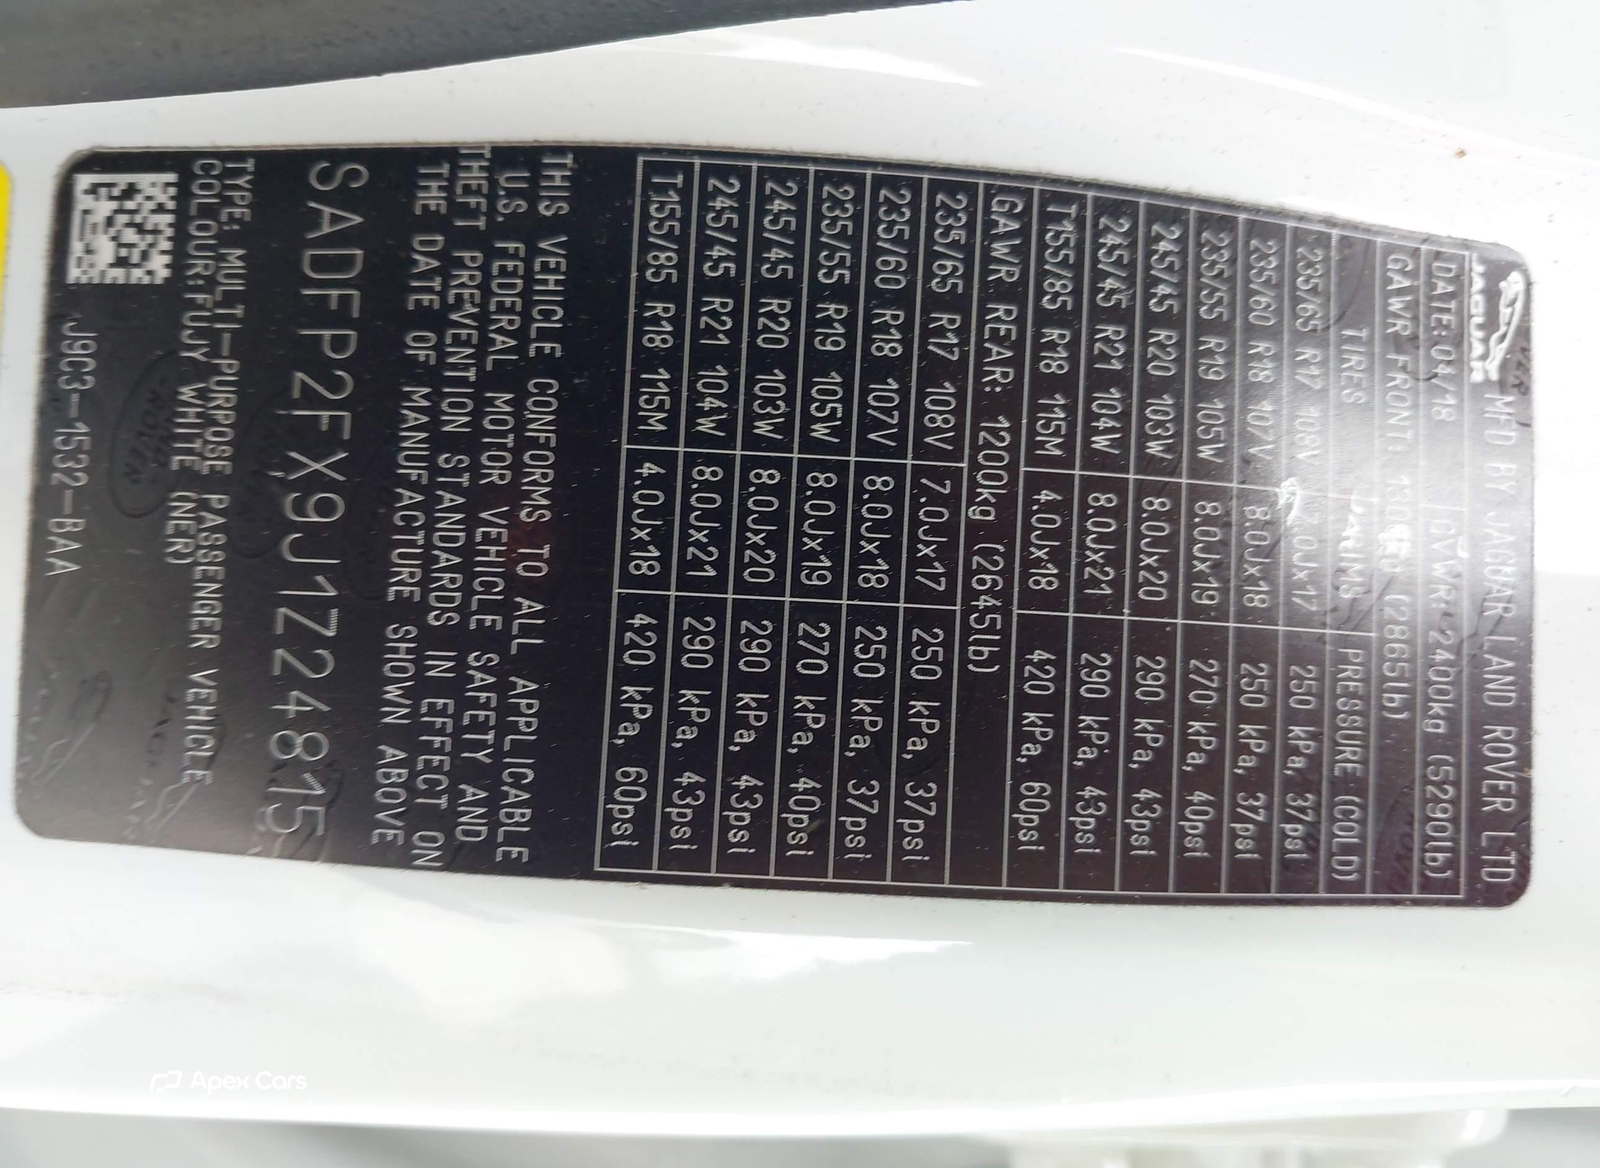 JAGUAR MFD BY JAGUAR LAND ROVER LTD
DATE:04/18 GVWR: 2400kg (5290lb)
GAWR FRONT: (2865lb)
TIRES PRESSURE (COLD)
235/65 R17 108V 7.0Jx17 250 kPa, 37psi
235/60 R18 107V 8.0Jx18 250 kPa, 37psi
235/55 R19 105W 8.0Jx19 270 kPa, 40psi
245/45 R20 103W 8.0Jx20 290 kPa, 43psi
245/45 R21 104W 8.0Jx21 290 kPa, 43psi
T155/85 R18 115M 4.0Jx18 420 kPa, 60psi
GAWR REAR: 1200kg (2645lb)
235/65 R17 108V 7.0Jx17 250 kPa, 37psi
235/60 R18 107V 8.0Jx18 250 kPa, 37psi
235/55 R19 105W 8.0Jx19 270 kPa, 40psi
245/45 R20 103W 8.0Jx20 290 kPa, 43psi
245/45 R21 104W 8.0Jx21 290 kPa, 43psi
T155/85 R18 115M 4.0Jx18 420 kPa, 60psi
THIS VEHICLE CONFORMS TO ALL APPLICABLE
U.S. FEDERAL MOTOR VEHICLE SAFETY AND
THEFT PREVENTION STANDARDS IN EFFECT ON
THE DATE OF MANUFACTURE SHOWN ABOVE
SADFP2FX9J1Z24815
TYPE: MULTI-PURPOSE PASSENGER VEHICLE
COLOUR:FUJY WHITE (NER)
J9C3-1532-BAA
Apex Cars